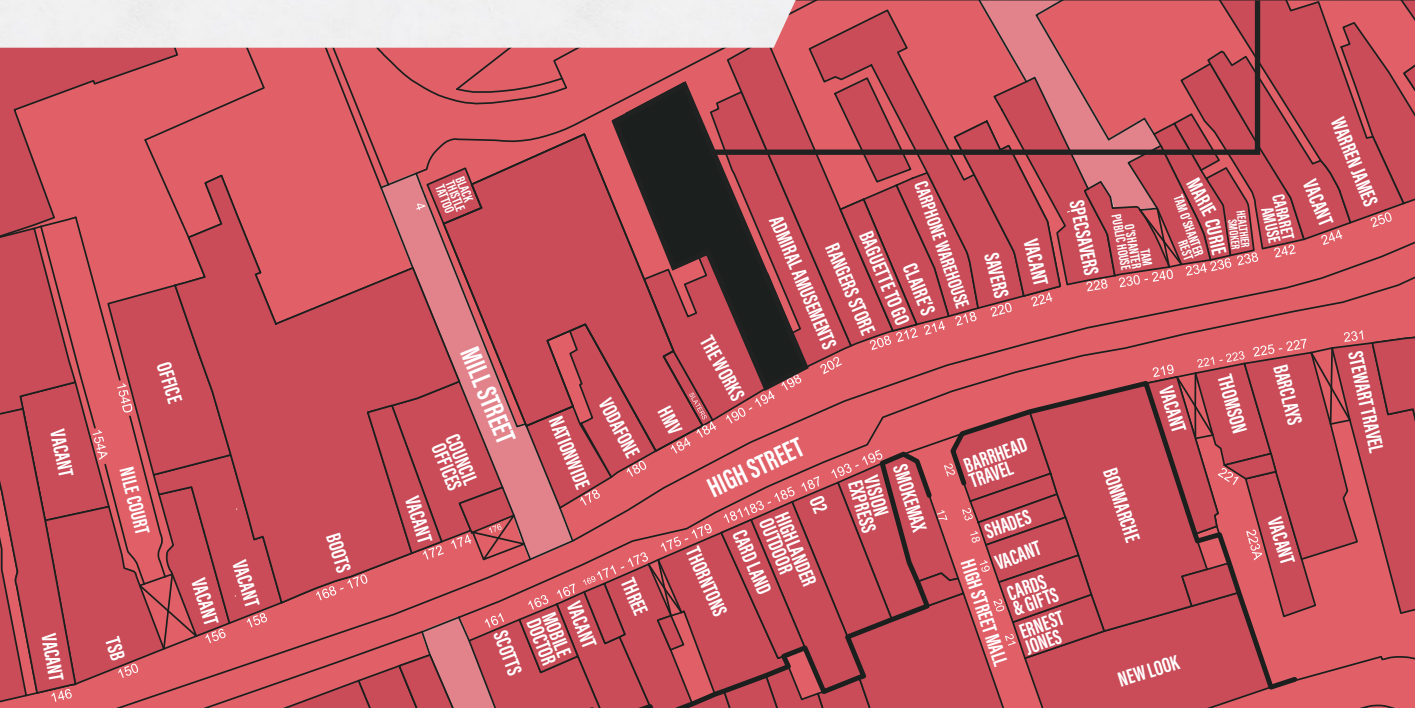 BLACK
THISTLE
TATTOO
4
WARREN JAMES
250
VACANT
244
CABARET
AMUSE
242
HEALTHIER
SMOKER
238
MARIE CURIE
236
TAM O'SHANTER
REST
234
TAM
O'SHANTER
PUBLIC HOUSE
230 - 240
SPECSAVERS
228
VACANT
224
SAVERS
220
CARPHONE WAREHOUSE
218
CLAIRE'S
214
BAGUETTE TO GO
212
RANGERS STORE
208
ADMIRAL AMUSEMENTS
202
198
THE WORKS
190 - 194
SLATERS
184
HMV
184
VODAFONE
180
NATIONWIDE
178
MILL STREET
COUNCIL
OFFICES
176
174
VACANT
172
BOOTS
168 - 170
OFFICE
VACANT
158
VACANT
156
154D
154A
NILE COURT
VACANT
TSB
150
VACANT
146
HIGH STREET
161
SCOTTS
163
MOBILE
DOCTOR
167
VACANT
169
171 - 173
THREE
175 - 179
THORNTONS
181
CARD LAND
183 - 185
HIGHLANDER
OUTDOOR
187
O2
193 - 195
VISION
EXPRESS
SMOKEMAX
17
22
BARRHEAD
TRAVEL
23
SHADES
18
VACANT
19
CARDS
& GIFTS
20
ERNEST
JONES
21
HIGH STREET MALL
BONMARCHE
NEW LOOK
219
VACANT
221 - 223
THOMSON
221
225 - 227
BARCLAYS
223A
VACANT
231
STEWART TRAVEL